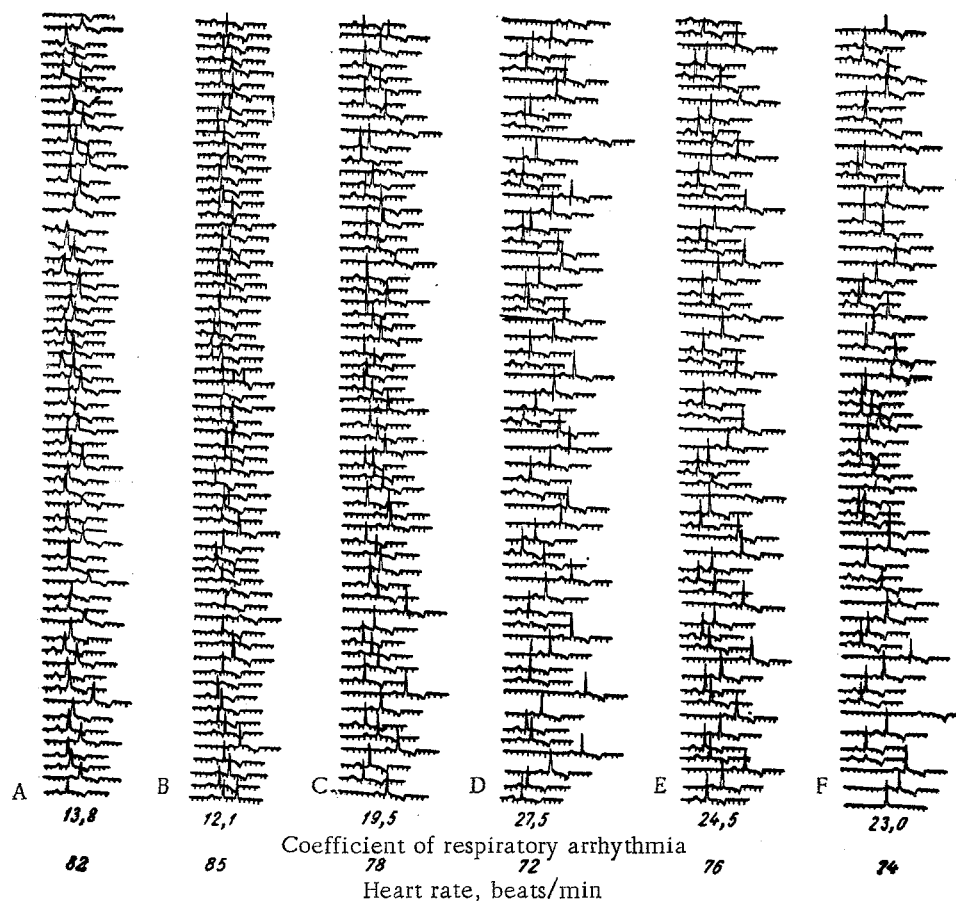 A B C D E F
13,8 12,1 19,5 27,5 24,5 23,0
Coefficient of respiratory arrhythmia
82 85 78 72 76 74
Heart rate, beats/min